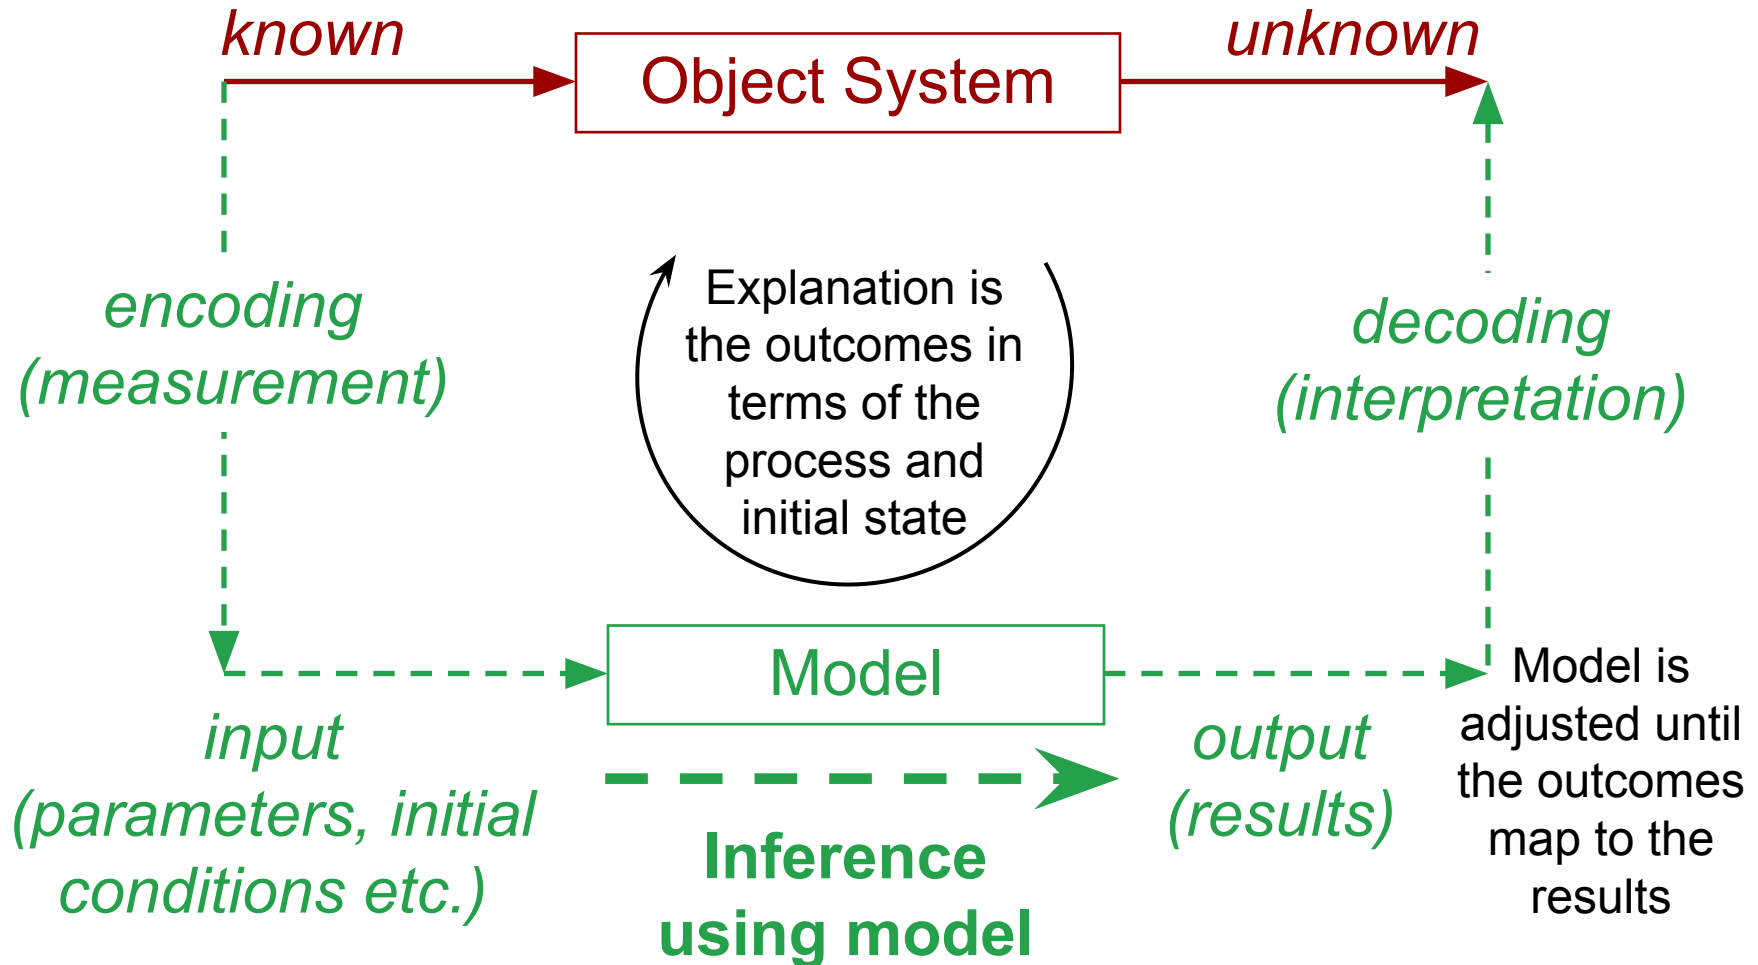 known
Object System
unknown
encoding
(measurement)
Explanation is
the outcomes in
terms of the
process and
initial state
decoding
(interpretation)
Model
input
(parameters, initial
conditions etc.)
Inference
using model
output
(results)
Model is
adjusted until
the outcomes
map to the
results